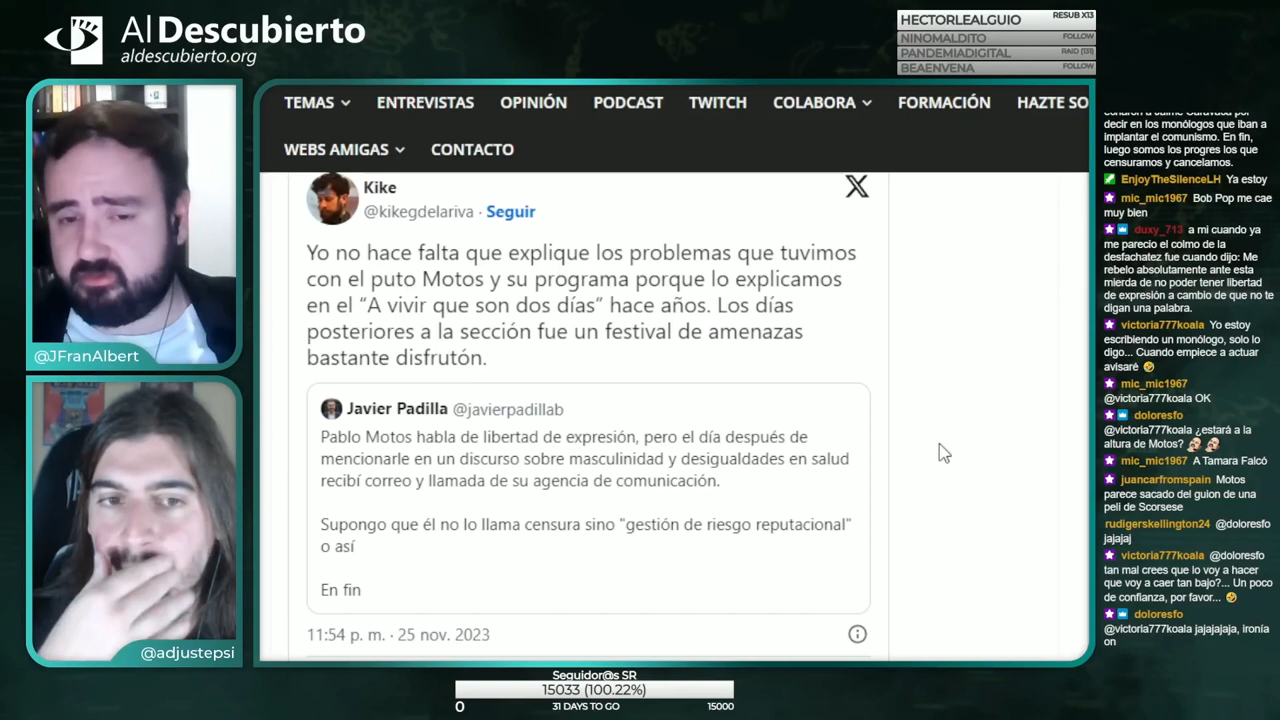 Al Descubierto
aldescubierto.org
HECTORLEALGUIO RESUB X13
NINOMALDITO FOLLOW
PANDEMIADIGITAL RAID (131)
BEAENVENA FOLLOW
TEMAS ENTREVISTAS OPINIÓN PODCAST TWITCH COLABORA FORMACIÓN HAZTE SO
WEBS AMIGAS CONTACTO
Kike
@kikegdelariva · Seguir
Yo no hace falta que explique los problemas que tuvimos
con el puto Motos y su programa porque lo explicamos
en el “A vivir que son dos días” hace años. Los días
posteriores a la sección fue un festival de amenazas
bastante disfrutón.
Javier Padilla @javierpadillab
Pablo Motos habla de libertad de expresión, pero el día después de
mencionarle en un discurso sobre masculinidad y desigualdades en salud
recibí correo y llamada de su agencia de comunicación.
Supongo que él no lo llama censura sino "gestión de riesgo reputacional"
o así
En fin
11:54 p. m. · 25 nov. 2023
@JFranAlbert
@adjustepsi
decir en los monólogos que iban a
implantar el comunismo. En fin,
luego somos los progres los que
censuramos y cancelamos.
EnjoyTheSilenceLH Ya estoy
mic_mic1967 Bob Pop me cae
muy bien
duxy_713 a mi cuando ya
me parecio el colmo de la
desfachatez fue cuando dijo: Me
rebelo absolutamente ante esta
mierda de no poder tener libertad
de expresión a cambio de que no te
digan una palabra.
victoria777koala Yo estoy
escribiendo un monólogo, solo lo
digo... Cuando empiece a actuar
avisaré 🤣
mic_mic1967
@victoria777koala OK
doloresfo
@victoria777koala ¿estará a la
altura de Motos?
mic_mic1967 A Tamara Falcó
juancarfromspain Motos
parece sacado del guion de una
peli de Scorsese
rudigerskellington24 @doloresfo
jajajaj
victoria777koala @doloresfo
tan mal crees que lo voy a hacer
que voy a caer tan bajo?... Un poco
de confianza, por favor... 🤣
doloresfo
@victoria777koala jajajajaja, ironía
on
Seguidor@s SR
15033 (100.22%)
0 31 DAYS TO GO 15000